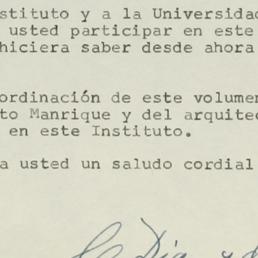 stituto y a la Universidad
usted participar en este
hiciera saber desde ahora
ordinación de este volumen
to Manrique y del arquitec
en este Instituto.
a usted un saludo cordial